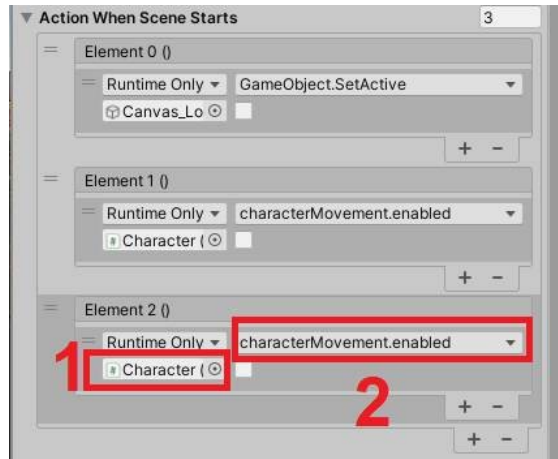 Action When Scene Starts 3
Element 0 ()
Runtime Only GameObject.SetActive
Canvas_Lo
+ -
Element 1 ()
Runtime Only characterMovement.enabled
Character (
+ -
Element 2 ()
Runtime Only characterMovement.enabled
1 Character ( 2
+ -
+ -